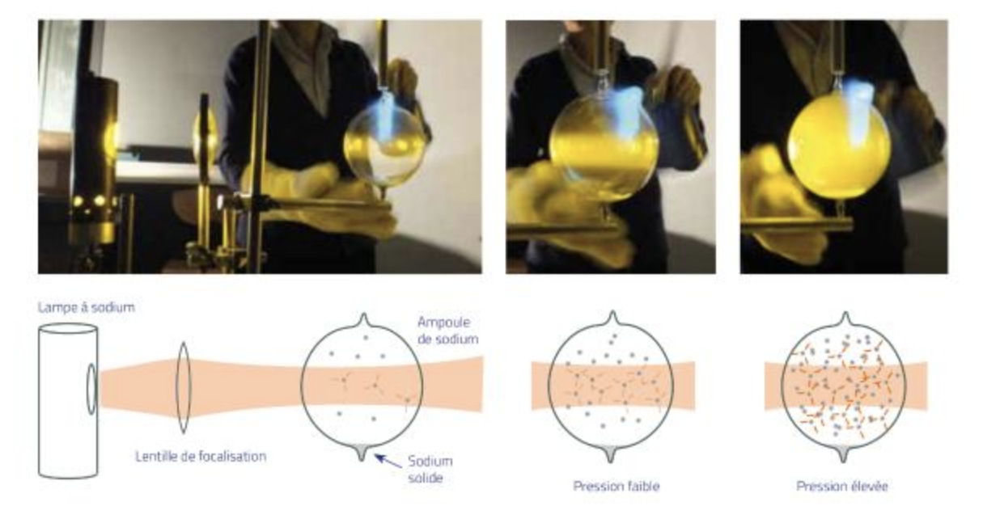 Lampe à sodium
Ampoule
de sodium
Lentille de focalisation
Sodium
solide
Pression faible
Pression élevée